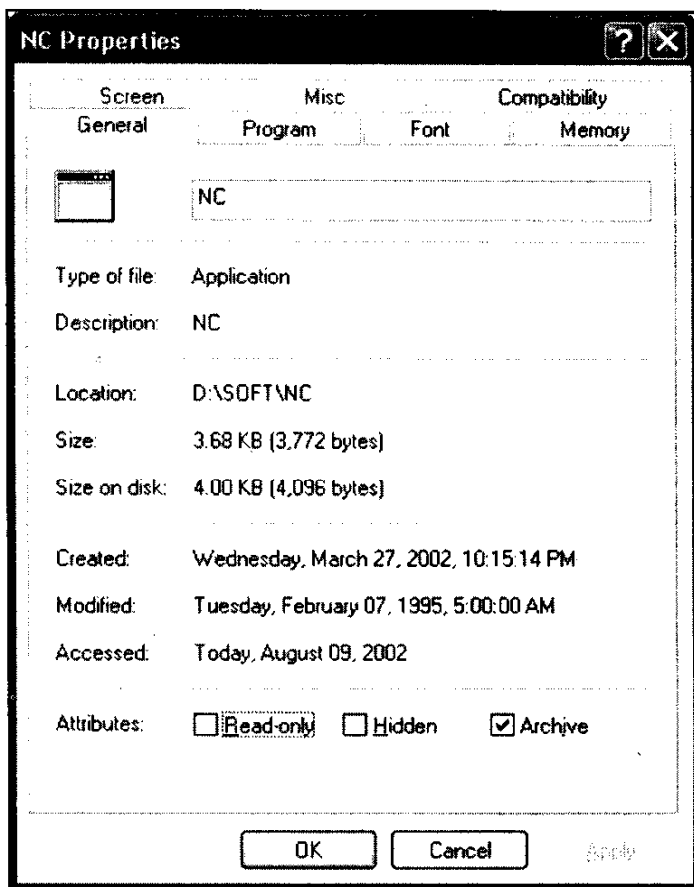 NC Properties
Screen Misc Compatibility
General Program Font Memory
NC
Type of file: Application
Description: NC
Location: D:\SOFT\NC
Size: 3.68 KB (3,772 bytes)
Size on disk: 4.00 KB (4,096 bytes)
Created: Wednesday, March 27, 2002, 10:15:14 PM
Modified: Tuesday, February 07, 1995, 5:00:00 AM
Accessed: Today, August 09, 2002
Attributes: Read-only Hidden Archive
OK Cancel Apply